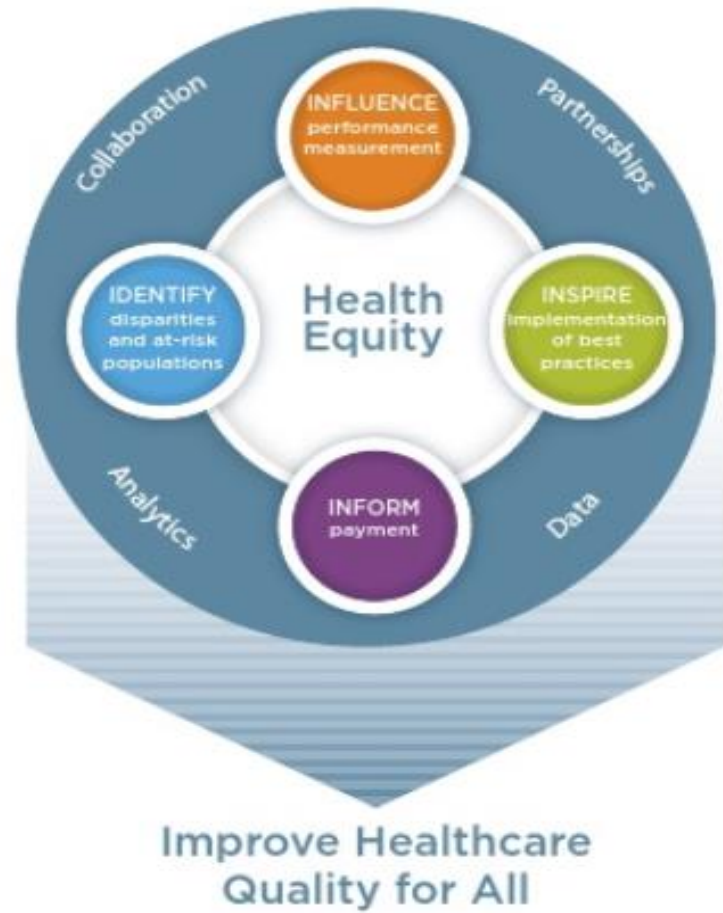 Collaboration
Partnerships
INFLUENCE
performance
measurement
IDENTIFY
disparities
and at-risk
populations
Health
Equity
INSPIRE
implementation
of best
practices
Analytics
INFORM
payment
Data
Improve Healthcare
Quality for All